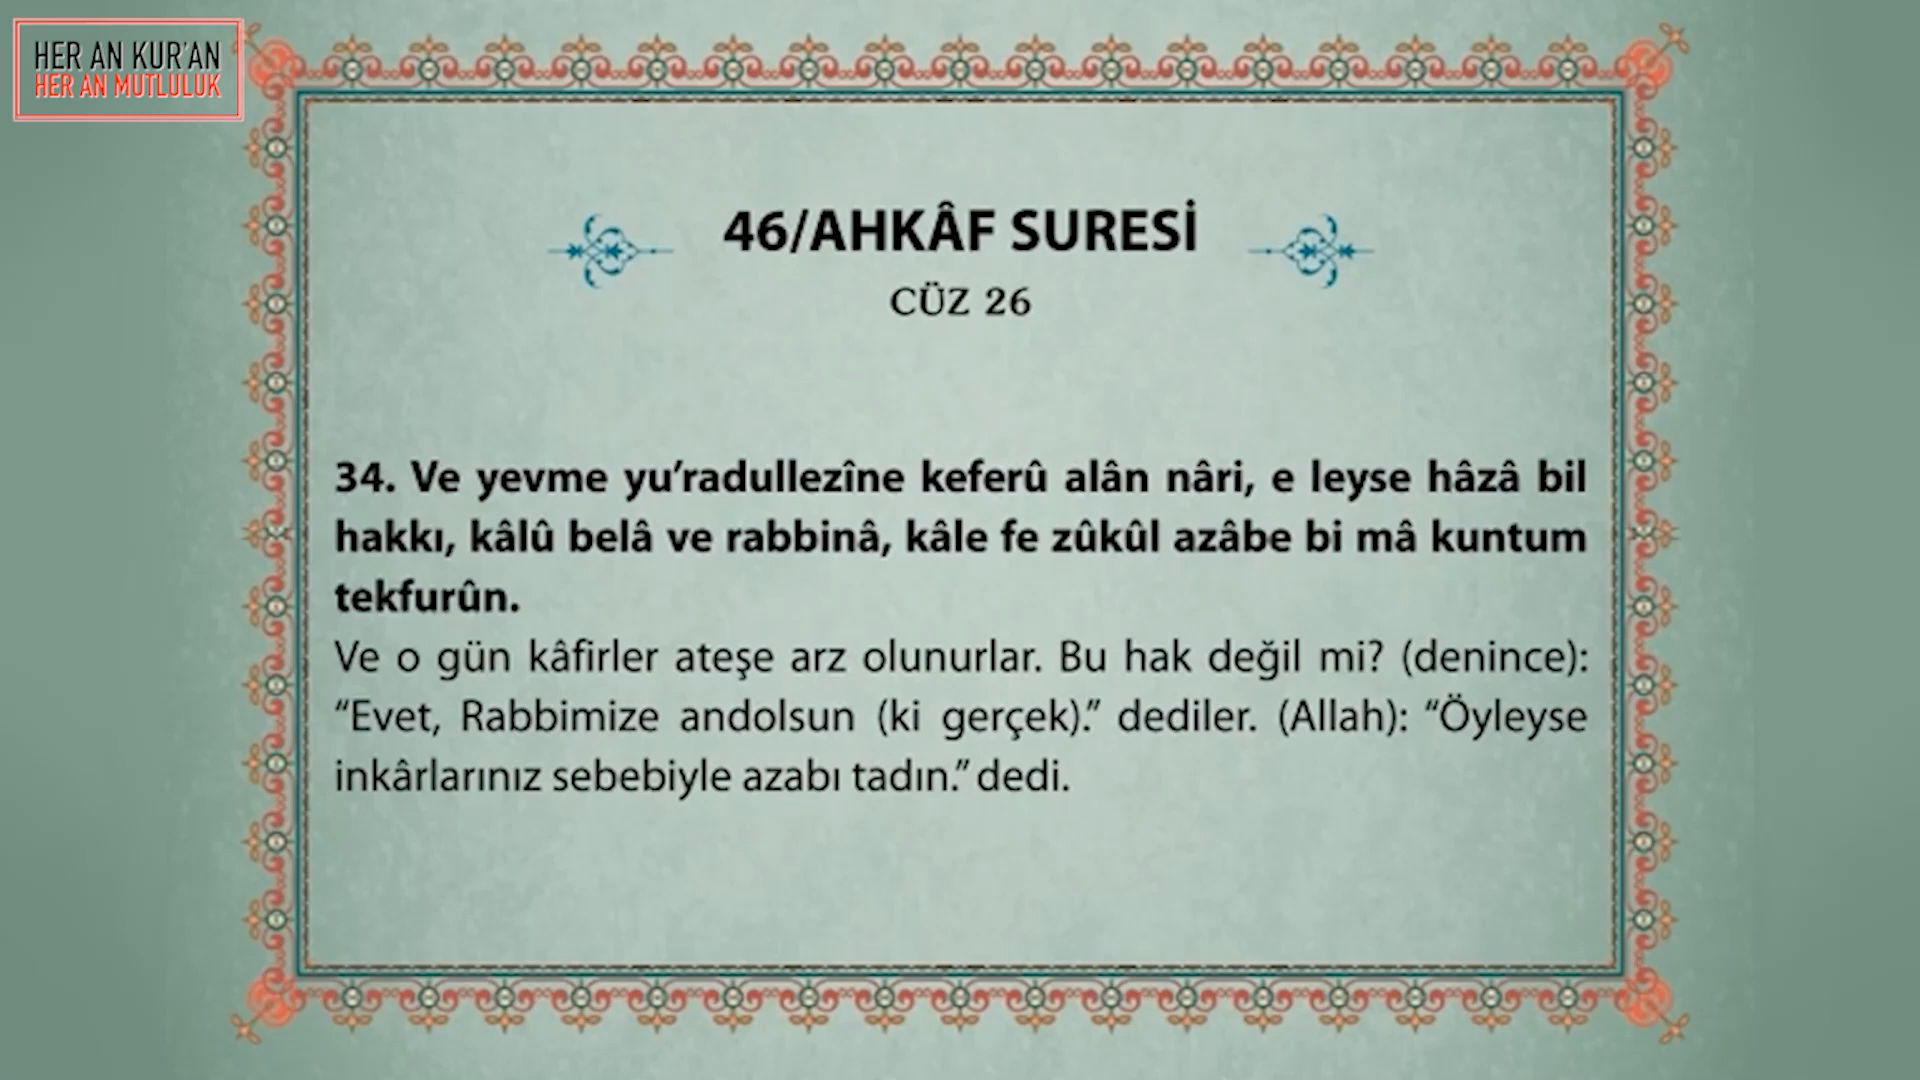 HER AN KUR'AN
HER AN MUTLULUK
46/AHKÂF SURESİ
CÜZ 26
34. Ve yevme yu’radullezîne keferû alân nâri, e leyse hâzâ bil
hakkı, kâlû belâ ve rabbinâ, kâle fe zûkûl azâbe bi mâ kuntum
tekfurûn.
Ve o gün kâfirler ateşe arz olunurlar. Bu hak değil mi? (denince):
“Evet, Rabbimize andolsun (ki gerçek).” dediler. (Allah): “Öyleyse
inkârlarınız sebebiyle azabı tadın.” dedi.